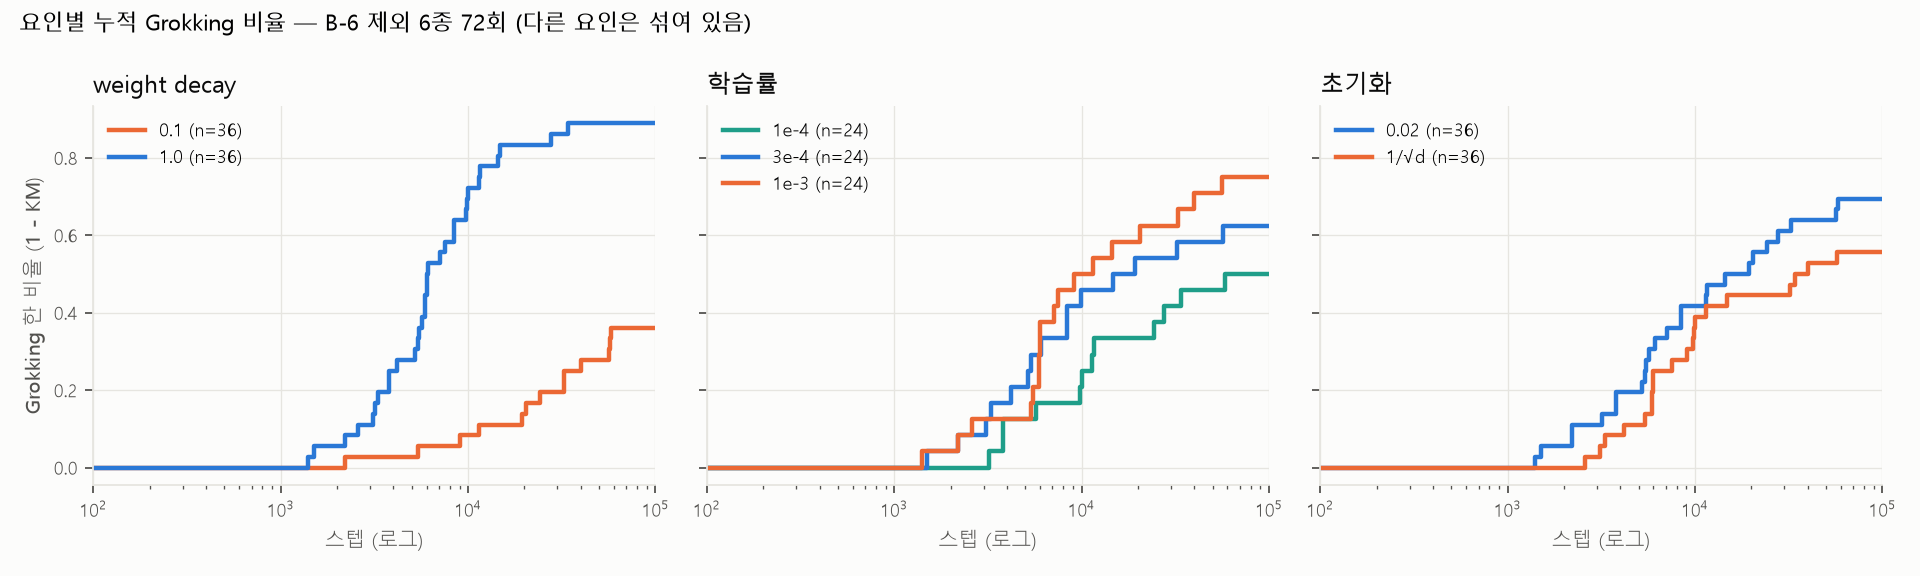 요인별 누적 Grokking 비율 — B-6 제외 6종 72회 (다른 요인은 섞여 있음)
weight decay
0.1 (n=36)
1.0 (n=36)
Grokking 한 비율 (1 - KM)
0.8
0.6
0.4
0.2
0.0
10²
10³
10⁴
10⁵
스텝 (로그)
학습률
1e-4 (n=24)
3e-4 (n=24)
1e-3 (n=24)
10²
10³
10⁴
10⁵
스텝 (로그)
초기화
0.02 (n=36)
1/√d (n=36)
10²
10³
10⁴
10⁵
스텝 (로그)